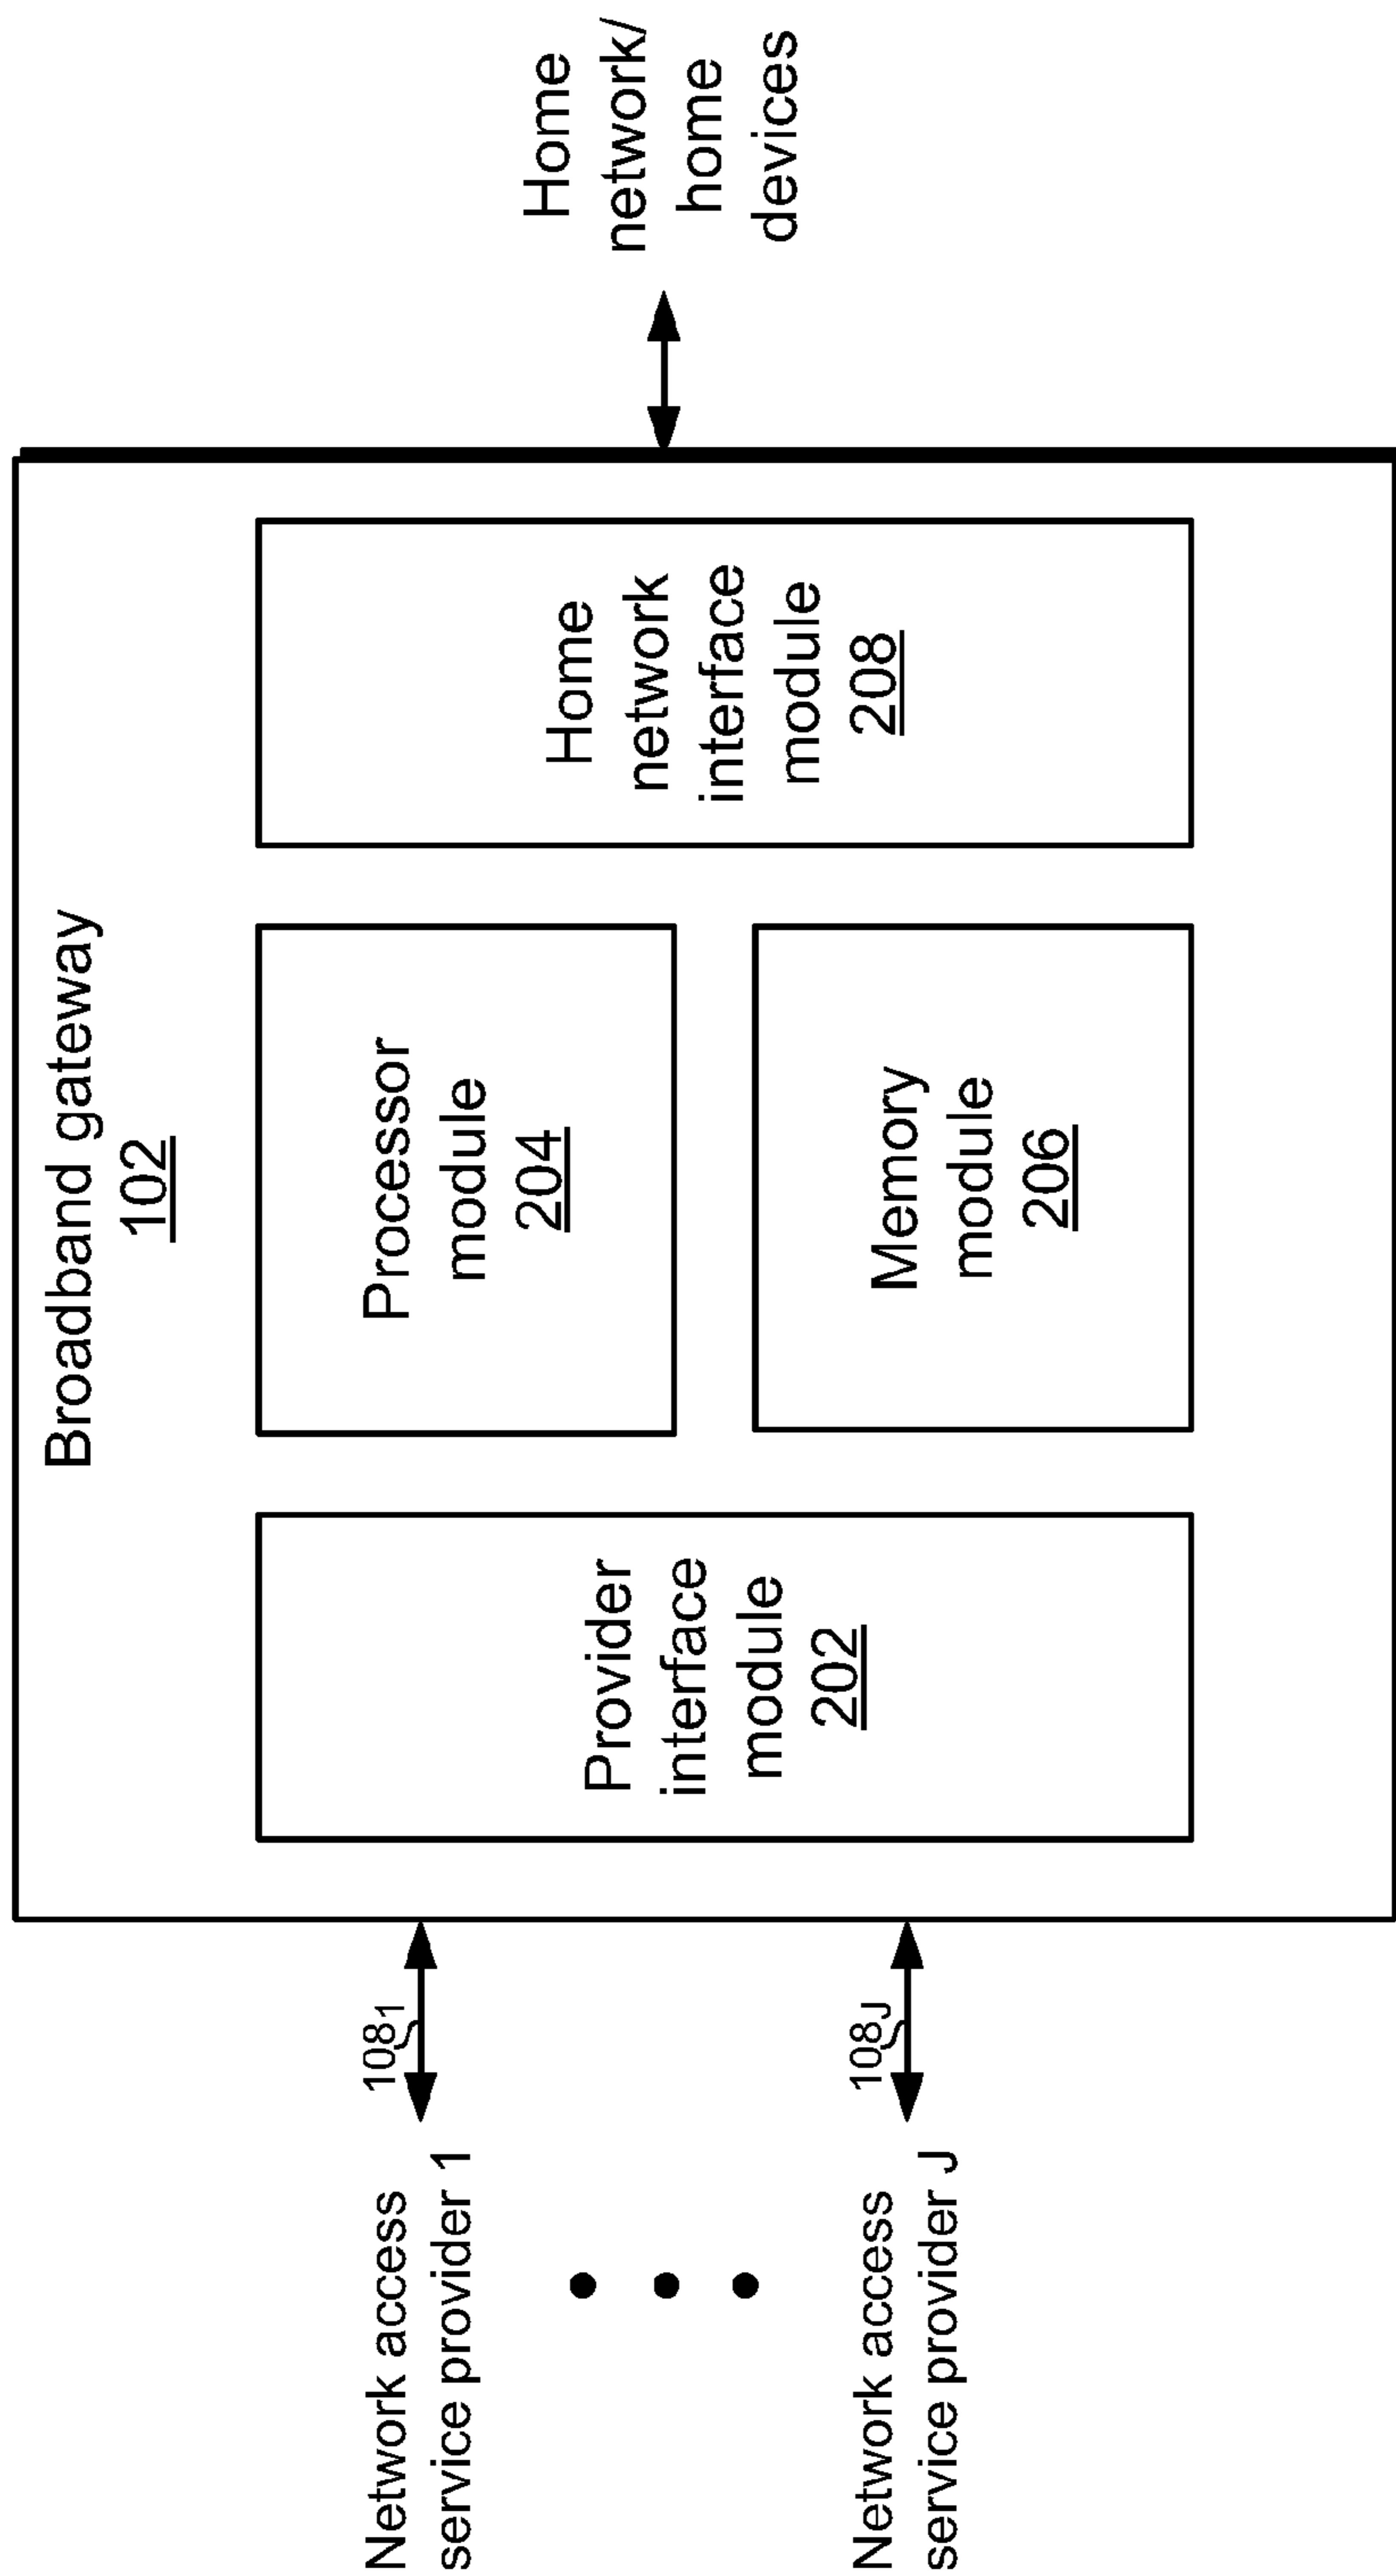 Broadband gateway
102
Network access
service provider 1
108₁
Network access
service provider J
108J
Provider
interface
module
202
Processor
module
204
Memory
module
206
Home
network
interface
module
208
Home
network/
home
devices